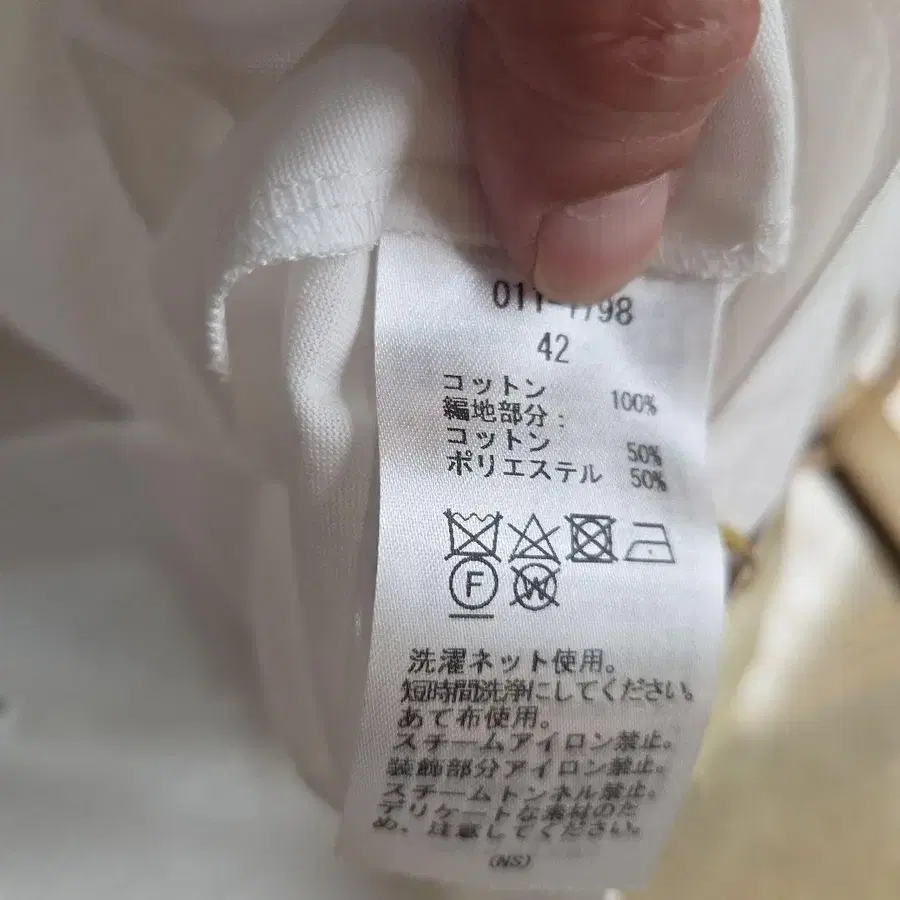 011-1798
42
コットン 100%
編地部分:
コットン 50%
ポリエステル 50%
F W
洗濯ネット使用。
短時間洗浄にしてください。
あて布使用。
スチームアイロン禁止。
装飾部分アイロン禁止。
スチームトンネル禁止。
デリケートな素材のた
め、注意してください。
(NS)